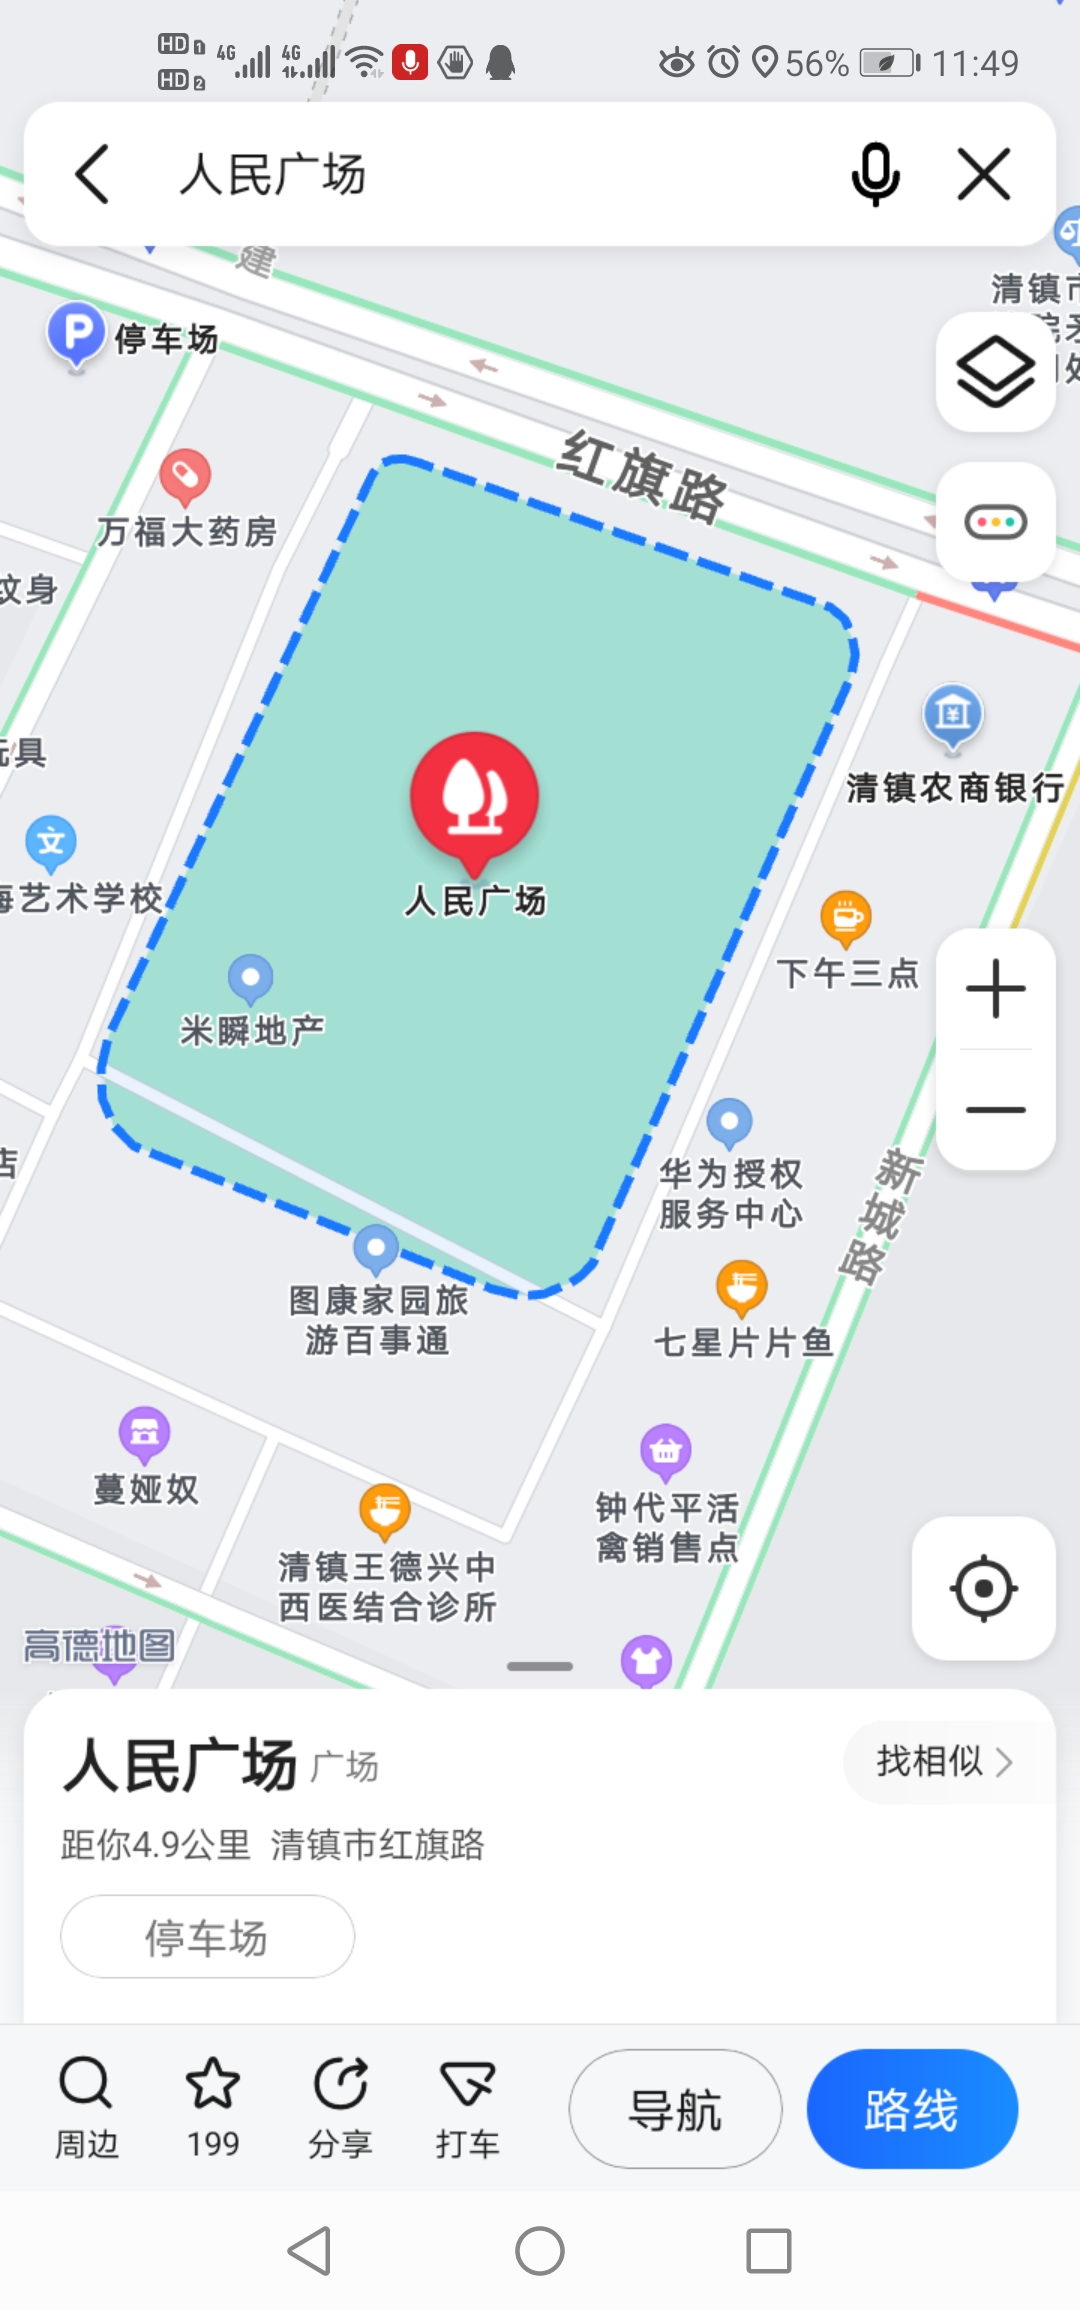 HD 1 4G 4G 56% 11:49
HD 2
人民广场
建
清镇市
P 停车场
红旗路
万福大药房
纹身
清镇农商银行
玩具
文
海艺术学校
人民广场
下午三点
米瞬地产
华为授权
服务中心
店
新城路
图康家园旅
游百事通
七星片片鱼
蔓娅奴
钟代平活
禽销售点
清镇王德兴中
西医结合诊所
高德地图
人民广场 广场
找相似
距你4.9公里 清镇市红旗路
停车场
周边 199 分享 打车 导航 路线